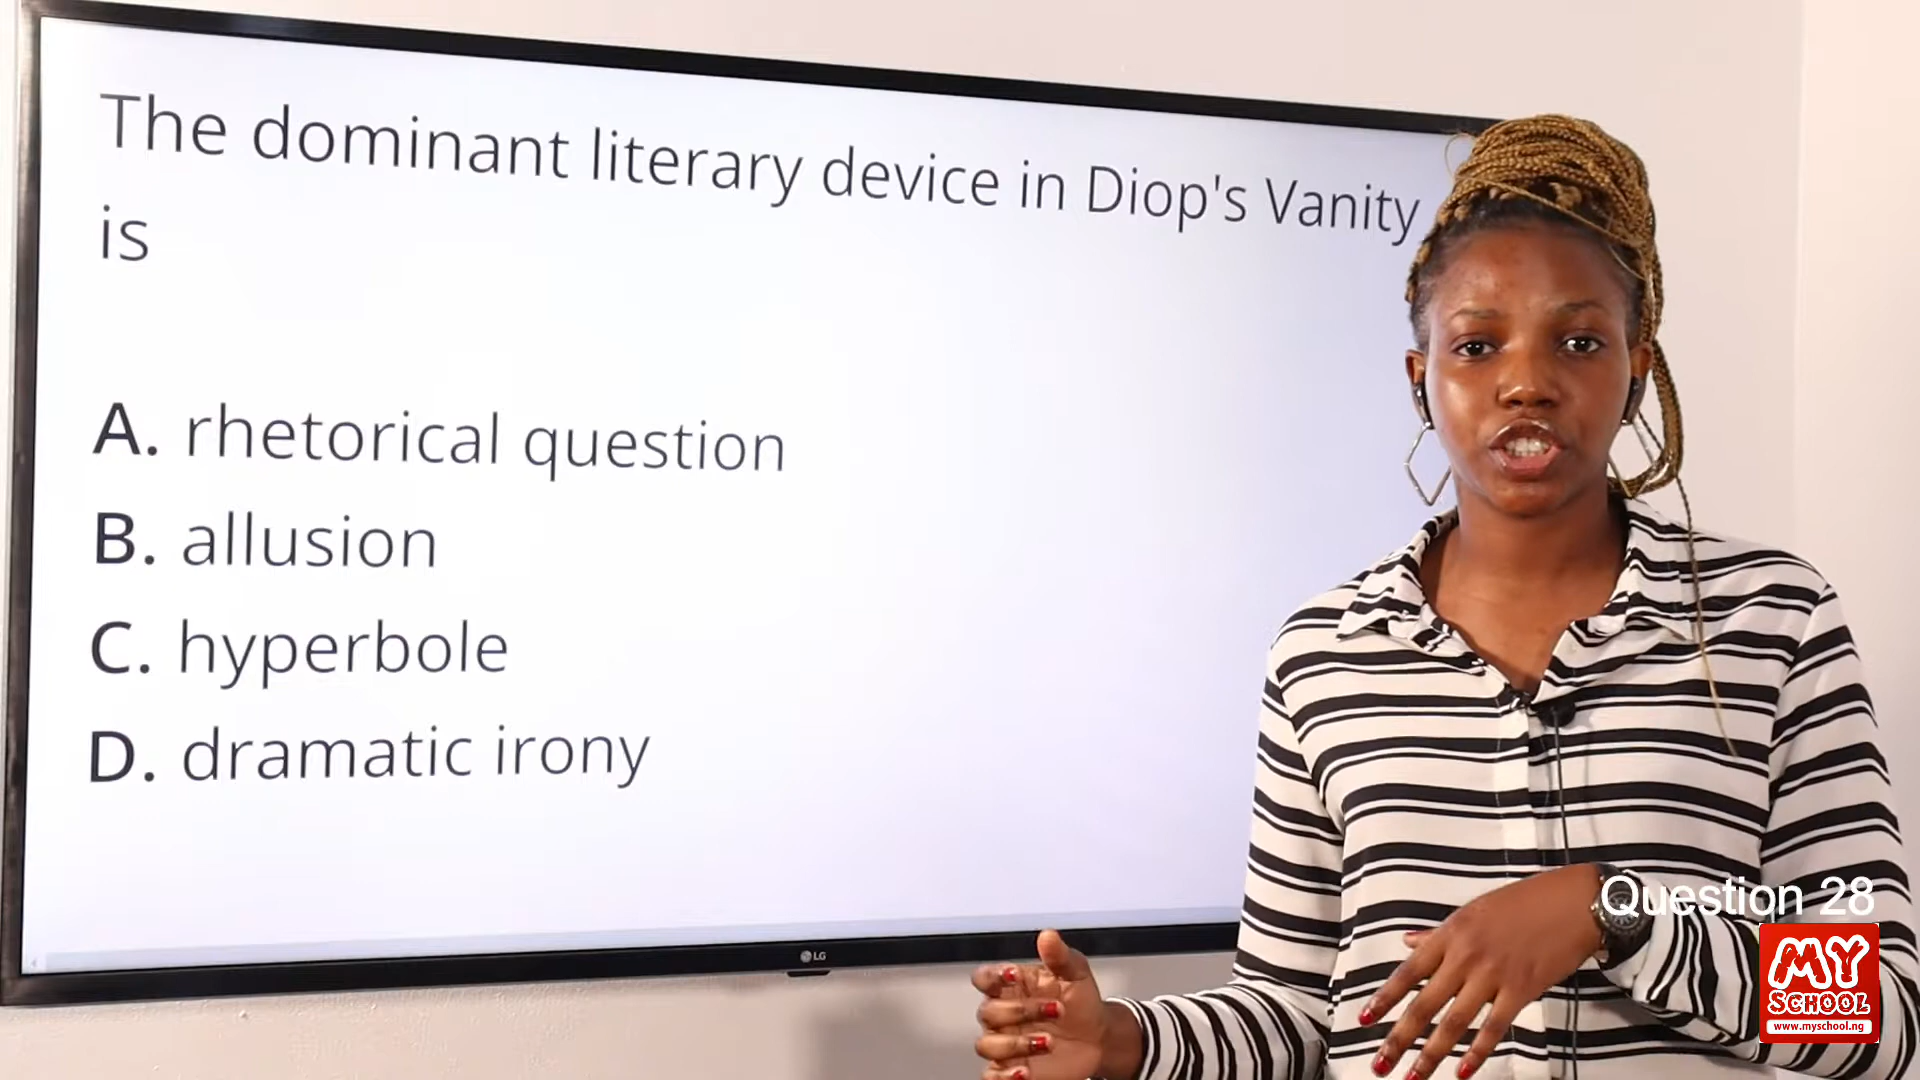 The dominant literary device in Diop's Vanity
is
A. rhetorical question
B. allusion
C. hyperbole
D. dramatic irony
LG
Question 28
MY
SCHOOL
www.myschool.ng